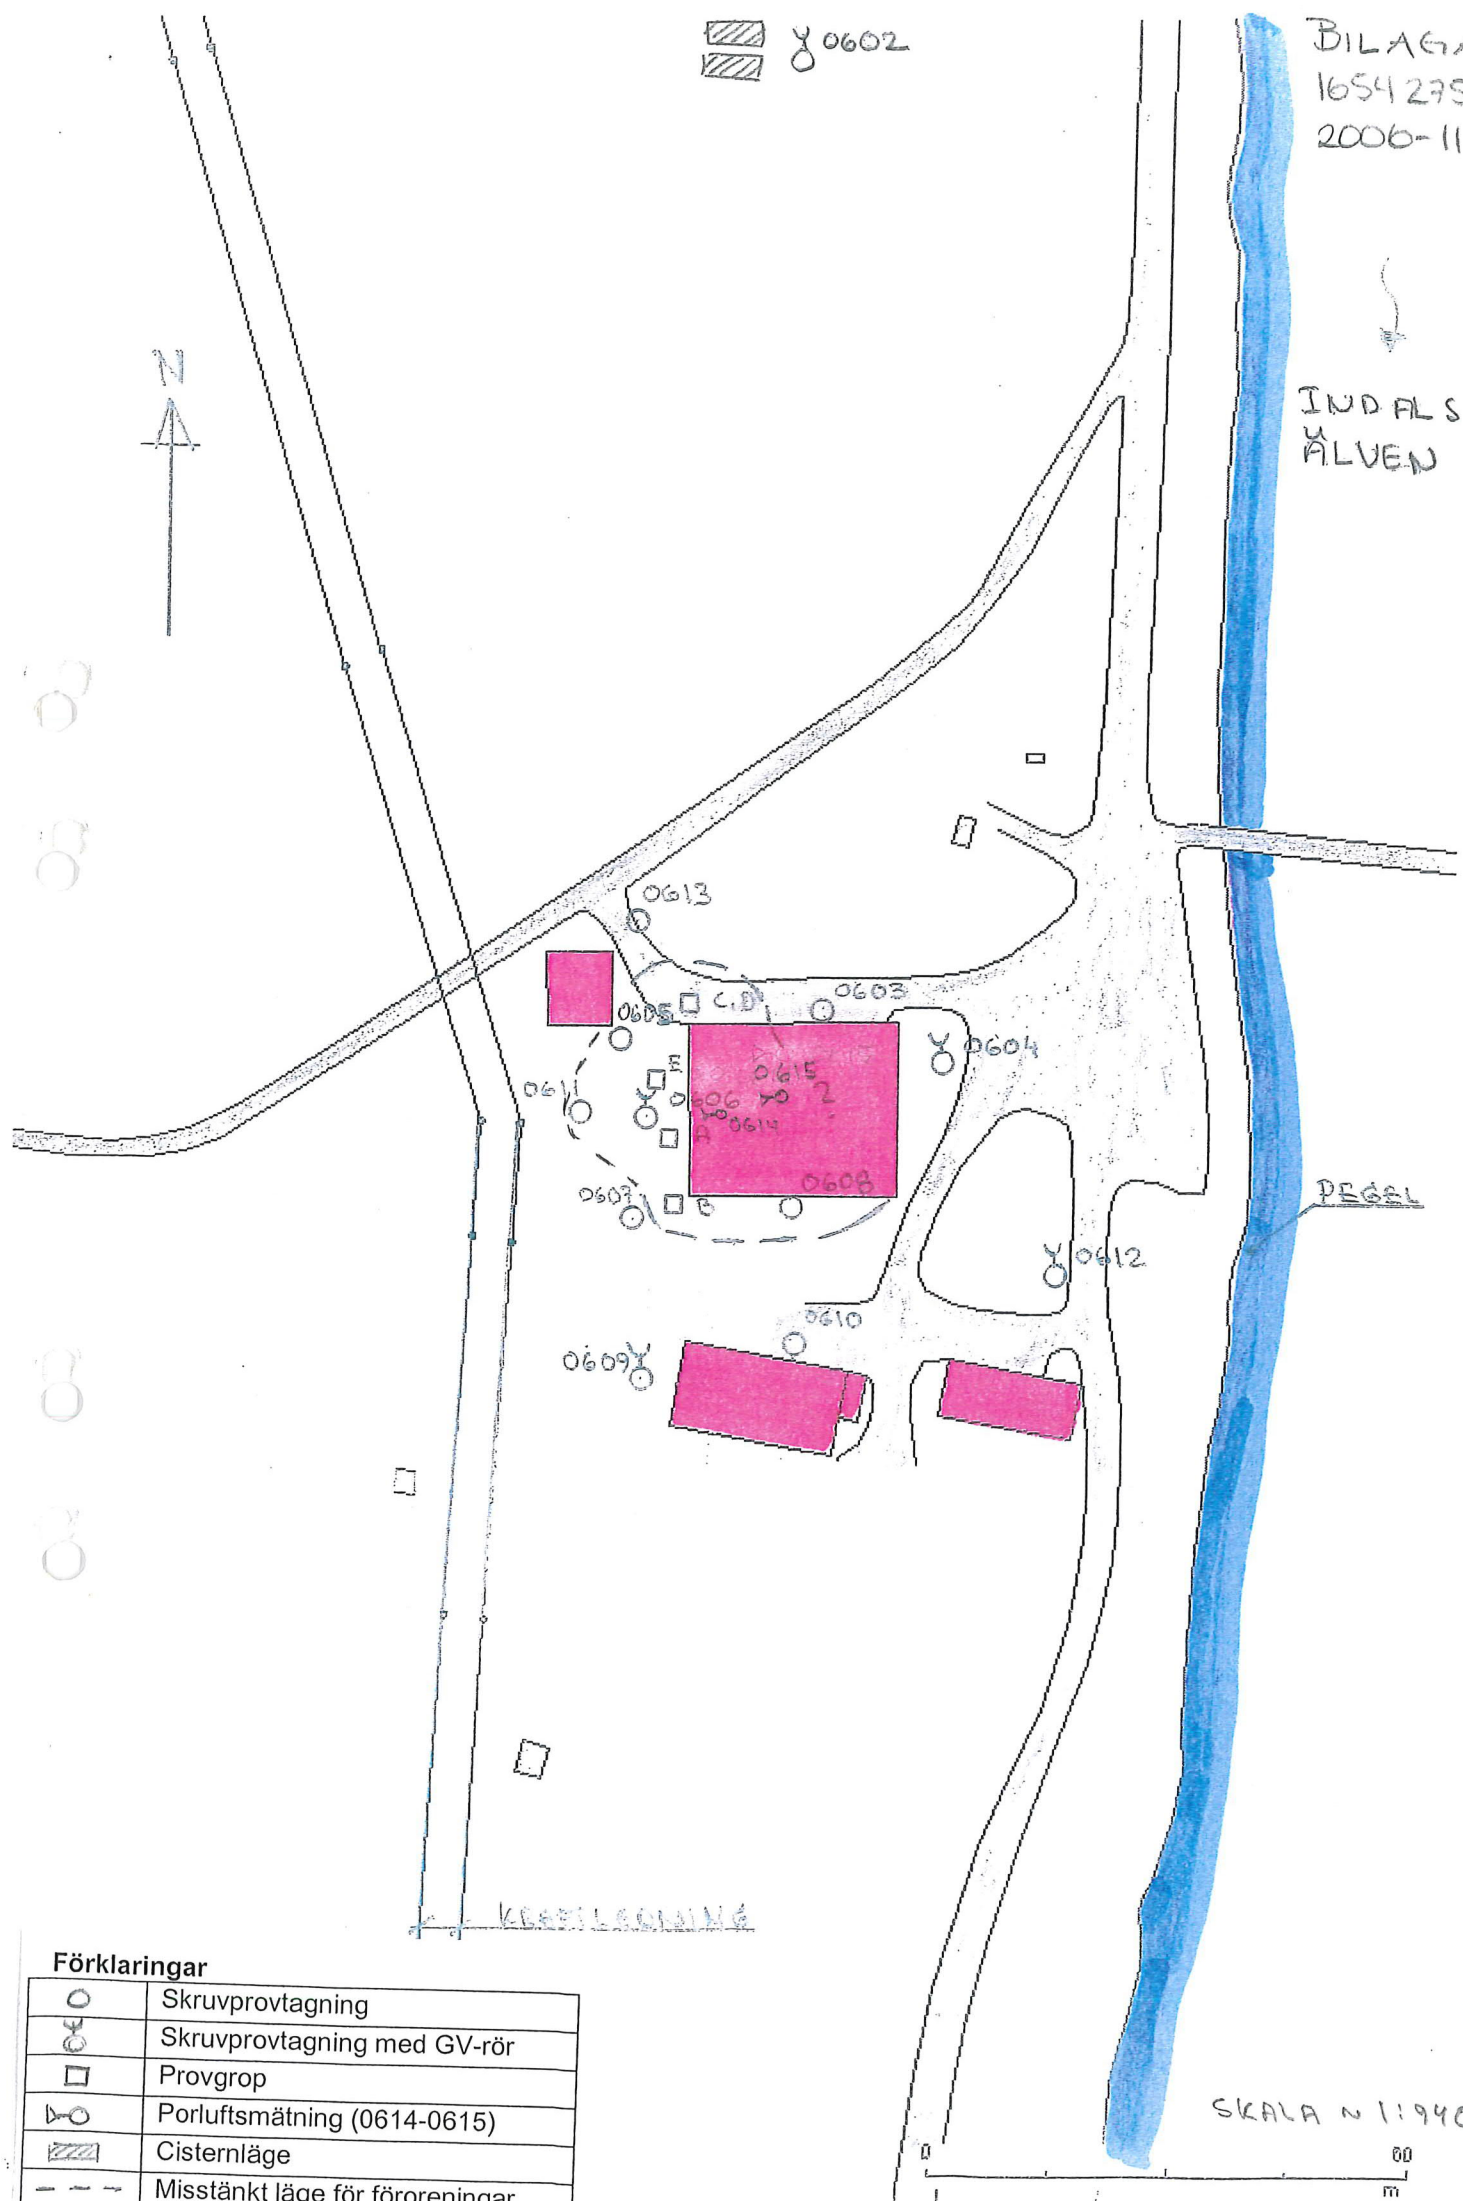 0602
1654275
2006-11
N
INDALS
ÄLVEN
0613
C,D
0603
0605
0604
E
0615
0611
0606
2
0614
A
0608
0607
B
PEGEL
0612
0610
0609
KRAFTLEDNING
Förklaringar
Skruvprovtagning
Skruvprovtagning med GV-rör
Provgrop
Porluftsmätning (0614-0615)
Cisternläge
Misstänkt läge för föroreningar
SKALA ~ 1:940
0
m